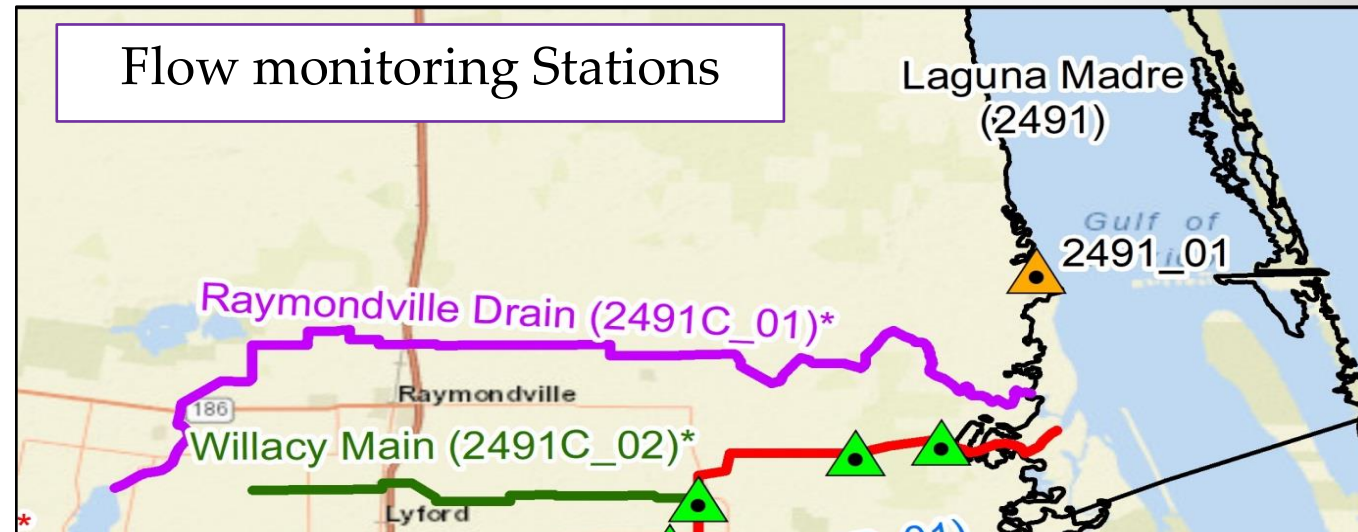 Flow monitoring Stations
Laguna Madre
(2491)
Gulf of
2491_01
Raymondville Drain (2491C_01)*
Raymondville
186
Willacy Main (2491C_02)*
Lyford
*